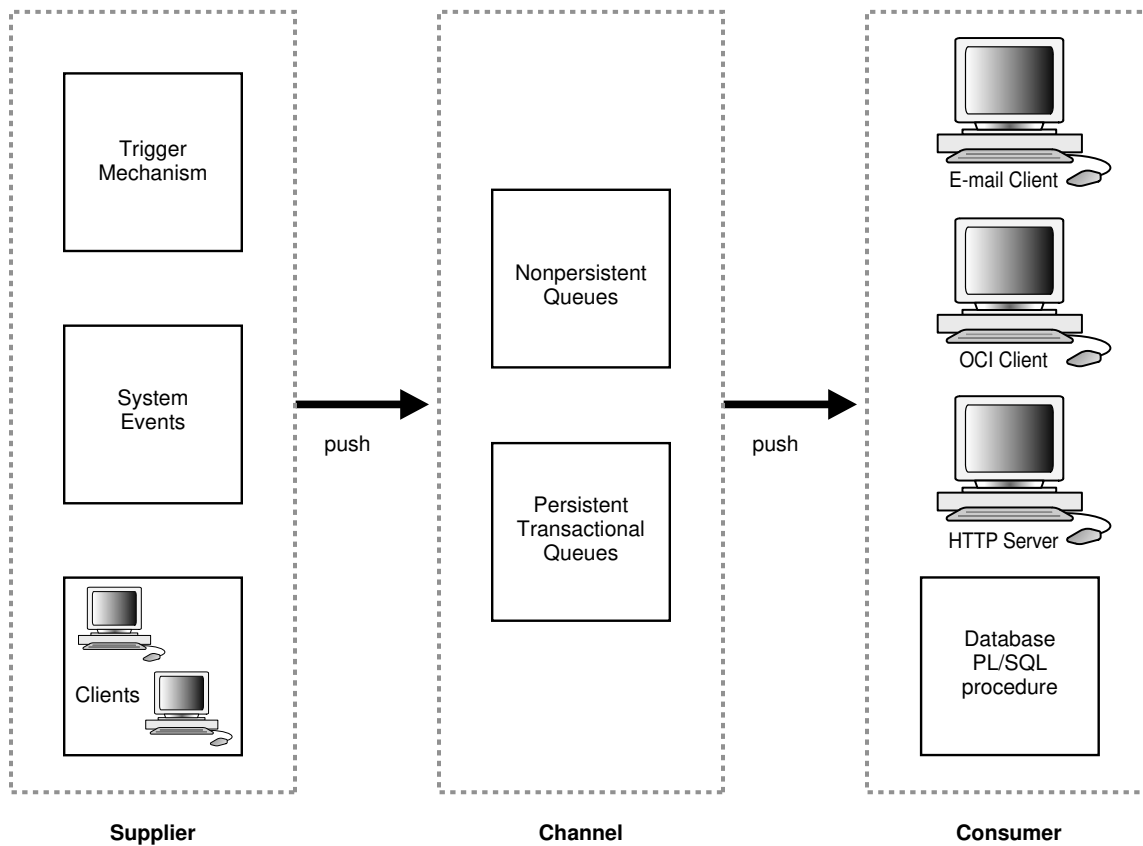 Trigger
Mechanism
System
Events
Clients
push
Nonpersistent
Queues
Persistent
Transactional
Queues
push
E-mail Client
OCI Client
HTTP Server
Database
PL/SQL
procedure
Supplier
Channel
Consumer